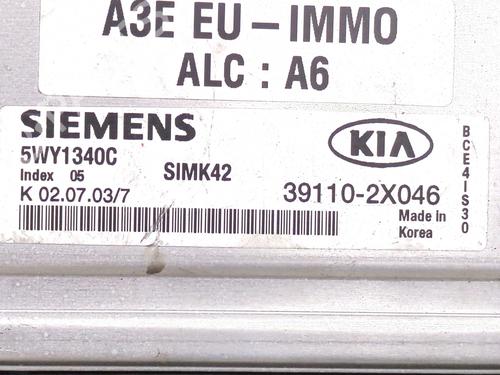 A3E EU-IMMO
ALC : A6
SIEMENS
5WY1340C
Index 05
SIMK42
K 02.07.03/7
KIA
39110-2X046
Made in
Korea
BCE4IS30